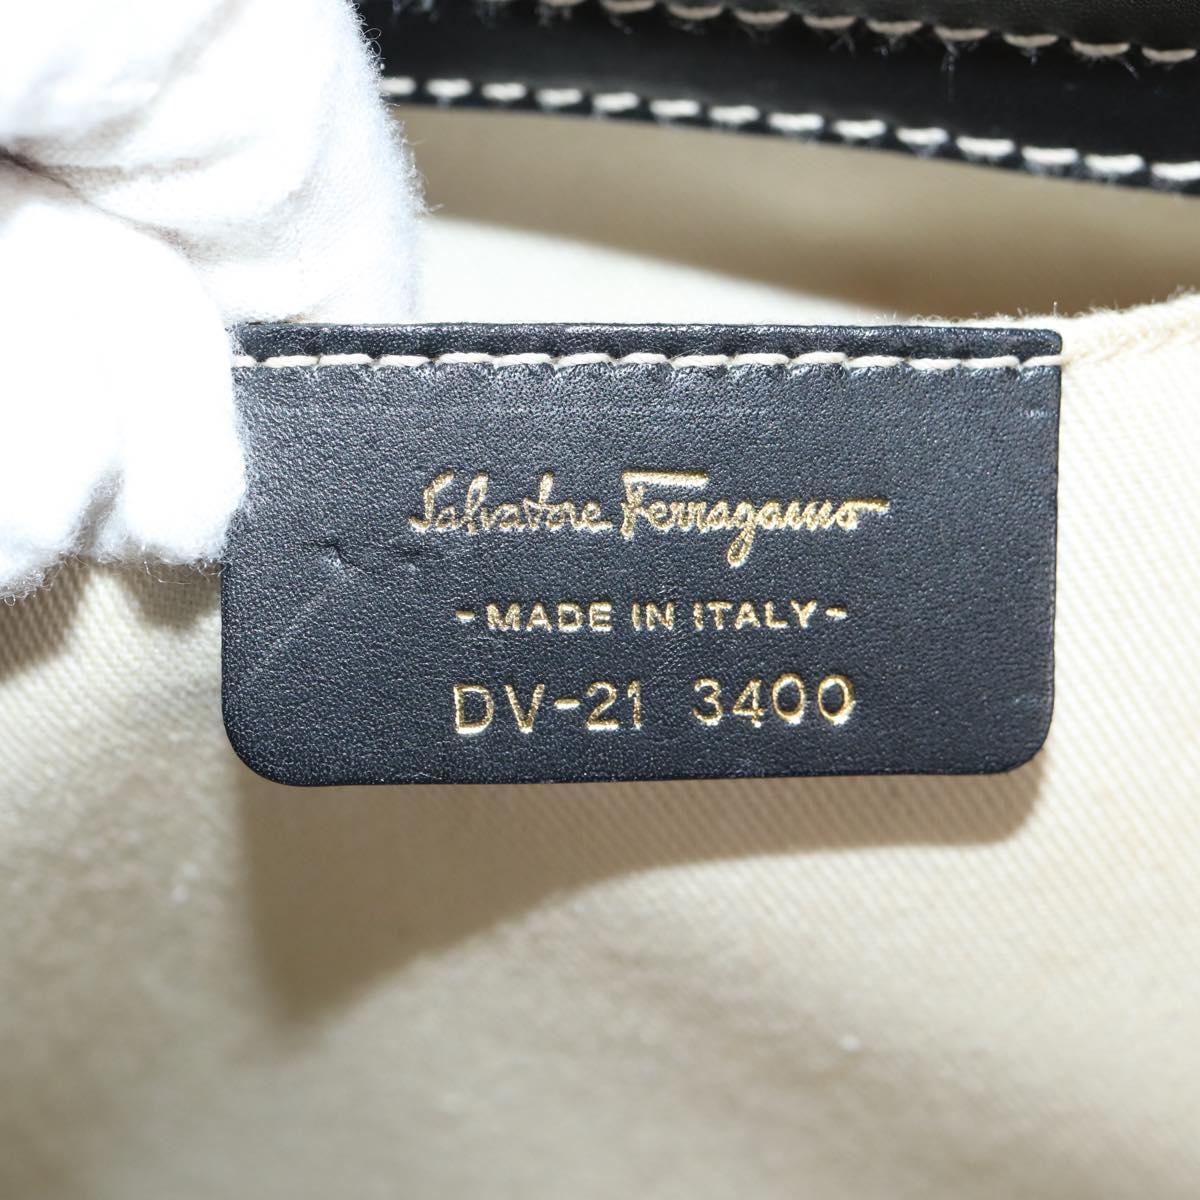 Salvatore Ferragamo
-MADE IN ITALY-
DV-21 3400